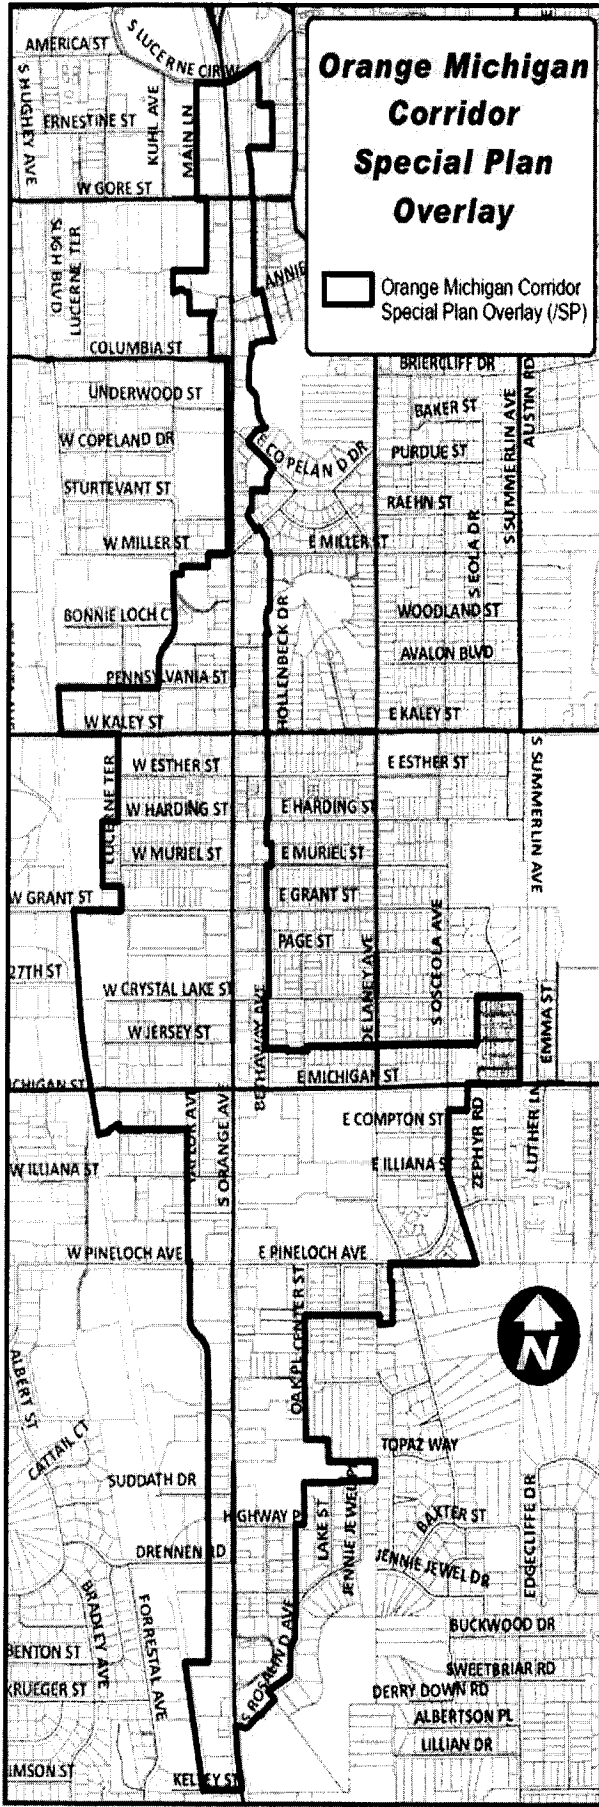 Orange Michigan
Corridor
Special Plan
Overlay
Orange Michigan Corridor
Special Plan Overlay (/SP)
AMERICA ST
S LUCERNE CIR W
S HUGHEY AVE
ERNESTINE ST
KUHL AVE
MAIN LN
W GORE ST
SLIGH BLVD
LUCERNE TER
ANNIE
COLUMBIA ST
BRIERCLIFF DR
UNDERWOOD ST
BAKER ST
S SUMMERLIN AVE
AUSTIN RD
W COPELAND DR
E COPELAND DR
PURDUE ST
STURTEVANT ST
RAEHN ST
W MILLER ST
E MILLER ST
S EOLA DR
HOLLENBECK DR
BONNIE LOCH C
WOODLAND ST
AVALON BLVD
PENNSYLVANIA ST
W KALEY ST
E KALEY ST
W ESTHER ST
E ESTHER ST
S SUMMERLIN AVE
LUCERNE TER
W HARDING ST
E HARDING ST
W MURIEL ST
E MURIEL ST
W GRANT ST
E GRANT ST
PAGE ST
DELANEY AVE
S OSCEOLA AVE
27TH ST
W CRYSTAL LAKE ST
BETHAWAY AVE
W JERSEY ST
EMMA ST
CHIGAN ST
E MICHIGAN ST
TAYLOR AVE
S ORANGE AVE
E COMPTON ST
ZEPHYR RD
LUTHER LN
W ILLIANA ST
E ILLIANA S
W PINELOCH AVE
E PINELOCH AVE
OAK PL
CENTER ST
N
ALBERT ST
CATTAIL CT
TOPAZ WAY
SUDDATH DR
HIGHWAY P
LAKE ST
JENNIE JEWEL P
BAXTER ST
EDGECLIFFE DR
DRENNEN RD
JENNIE JEWEL DR
BRADLEY AVE
FORRESTAL AVE
S ROSALIND AVE
BUCKWOOD DR
BENTON ST
SWEETBRIAR RD
KRUEGER ST
DERRY DOWN RD
ALBERTSON PL
LILLIAN DR
IMSON ST
KELSEY ST